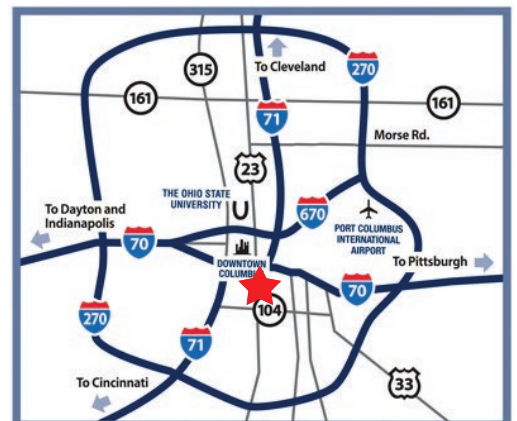 315
To Cleveland
270
161
161
71
Morse Rd.
23
THE OHIO STATE
UNIVERSITY
670
To Dayton and
Indianapolis
70
PORT COLUMBUS
INTERNATIONAL
AIRPORT
DOWNTOWN
To Pittsburgh
70
104
270
71
33
To Cincinnati